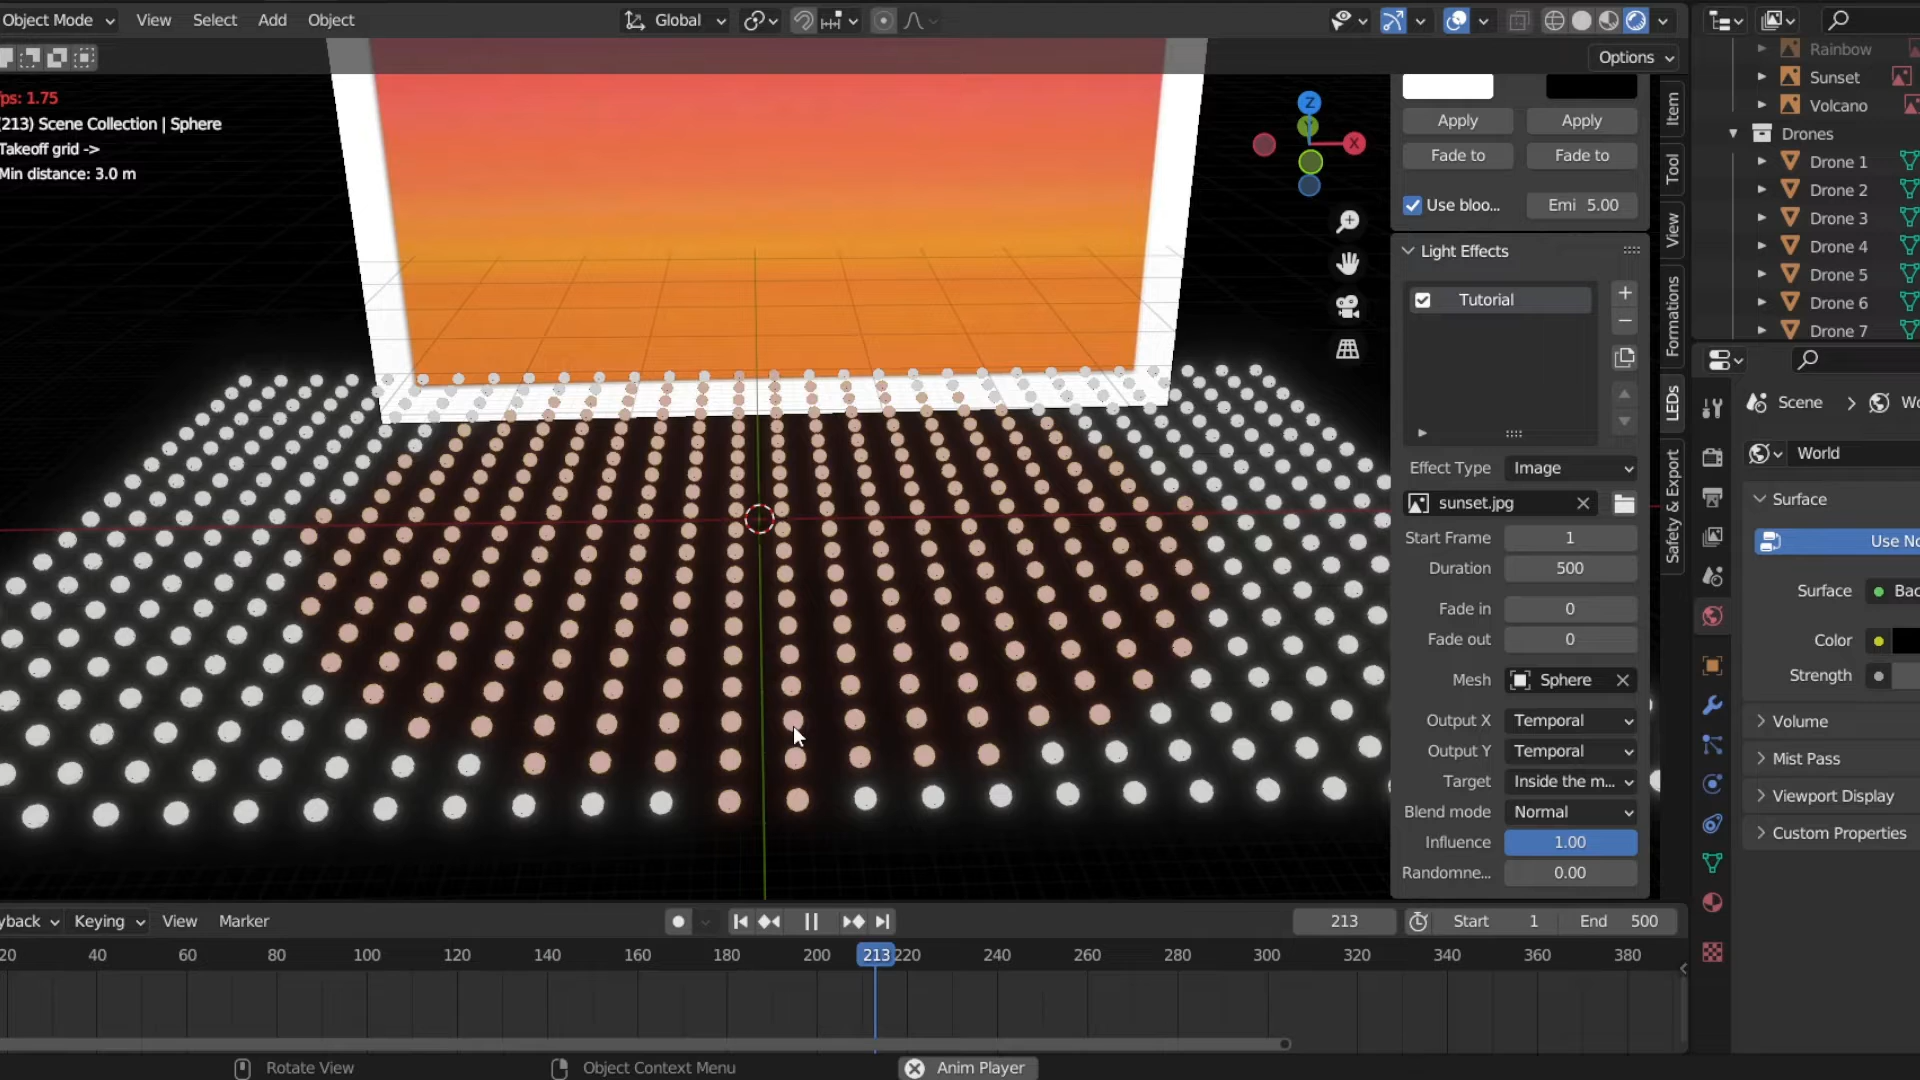 Object Mode View Select Add Object Global
Options
fps: 1.75
(213) Scene Collection | Sphere
Takeoff grid ->
Min distance: 3.0 m
Z
Y
X
Apply Apply
Fade to Fade to
Use bloo... Emi 5.00
Light Effects
Tutorial
Effect Type Image
sunset.jpg
Start Frame 1
Duration 500
Fade in 0
Fade out 0
Mesh Sphere
Output X Temporal
Output Y Temporal
Target Inside the m...
Blend mode Normal
Influence 1.00
Randomne... 0.00
Item
Tool
View
Formations
LEDs
Safety & Export
Rainbow
Sunset
Volcano
Drones
Drone 1
Drone 2
Drone 3
Drone 4
Drone 5
Drone 6
Drone 7
Scene > Wo
World
Surface
Use No
Surface Bac
Color
Strength
Volume
Mist Pass
Viewport Display
Custom Properties
yback Keying View Marker 213 Start 1 End 500
20 40 60 80 100 120 140 160 180 200 213 220 240 260 280 300 320 340 360 380
Rotate View Object Context Menu Anim Player